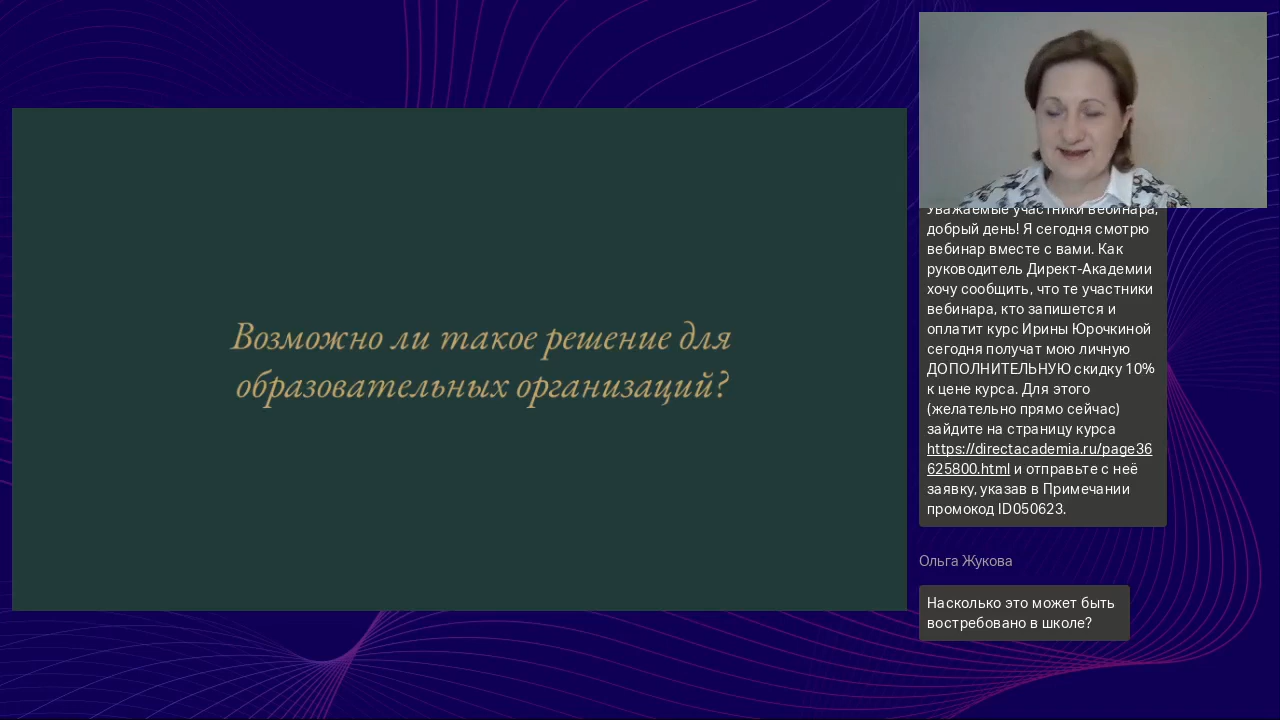 Возможно ли такое решение для
образовательных организаций?
Уважаемые участники вебинара,
добрый день! Я сегодня смотрю
вебинар вместе с вами. Как
руководитель Директ-Академии
хочу сообщить, что те участники
вебинара, кто запишется и
оплатит курс Ирины Юрочкиной
сегодня получат мою личную
ДОПОЛНИТЕЛЬНУЮ скидку 10%
к цене курса. Для этого
(желательно прямо сейчас)
зайдите на страницу курса
https://directacademia.ru/page36
625800.html и отправьте с неё
заявку, указав в Примечании
промокод ID050623.
Ольга Жукова
Насколько это может быть
востребовано в школе?